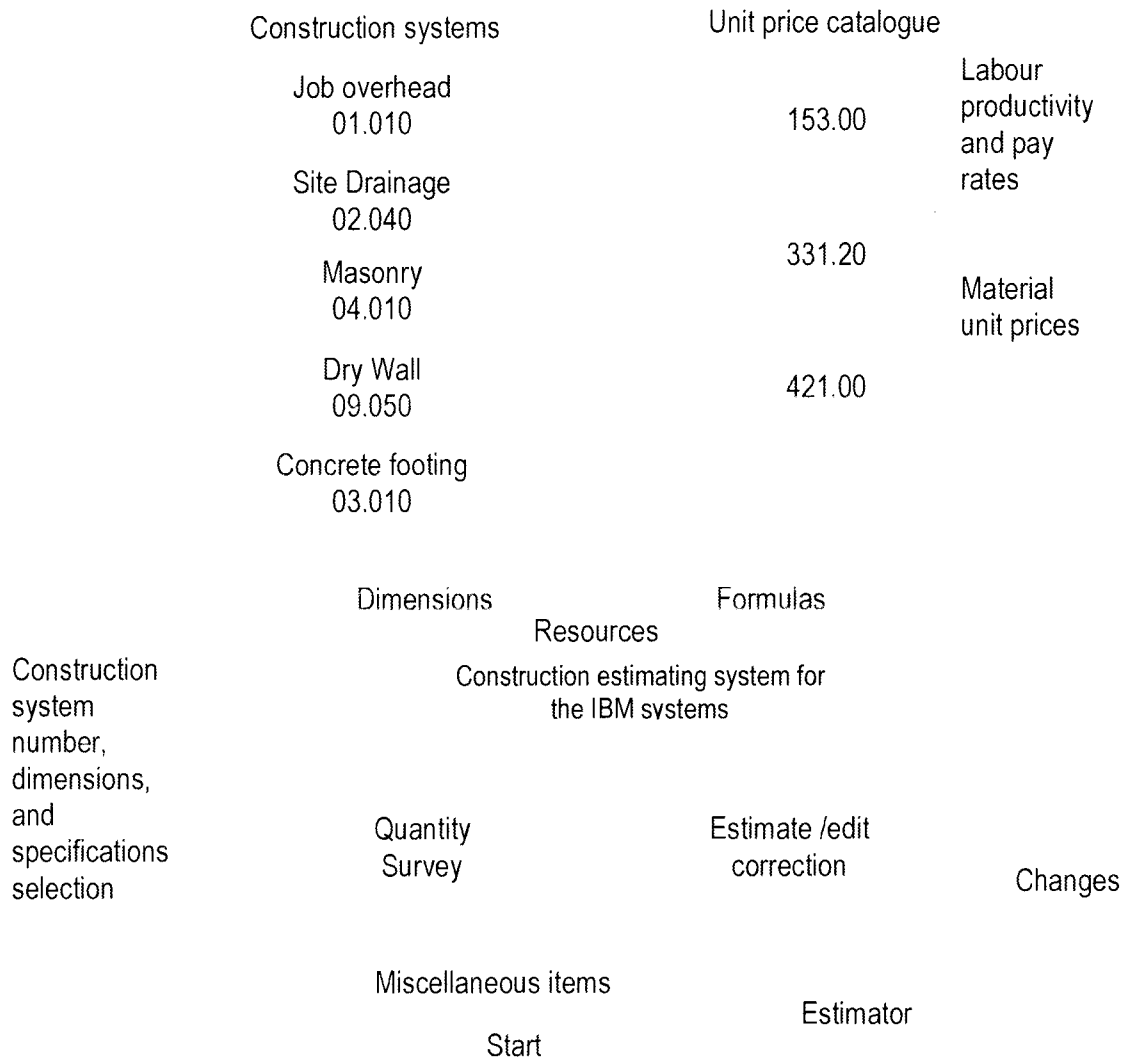 Construction systems
Unit price catalogue
Job overhead
01.010
Site Drainage
02.040
Masonry
04.010
Dry Wall
09.050
Concrete footing
03.010
153.00
331.20
421.00
Labour
productivity
and pay
rates
Material
unit prices
Dimensions
Formulas
Resources
Construction estimating system for
the IBM systems
Construction
system
number,
dimensions,
and
specifications
selection
Quantity
Survey
Estimate /edit
correction
Changes
Miscellaneous items
Estimator
Start